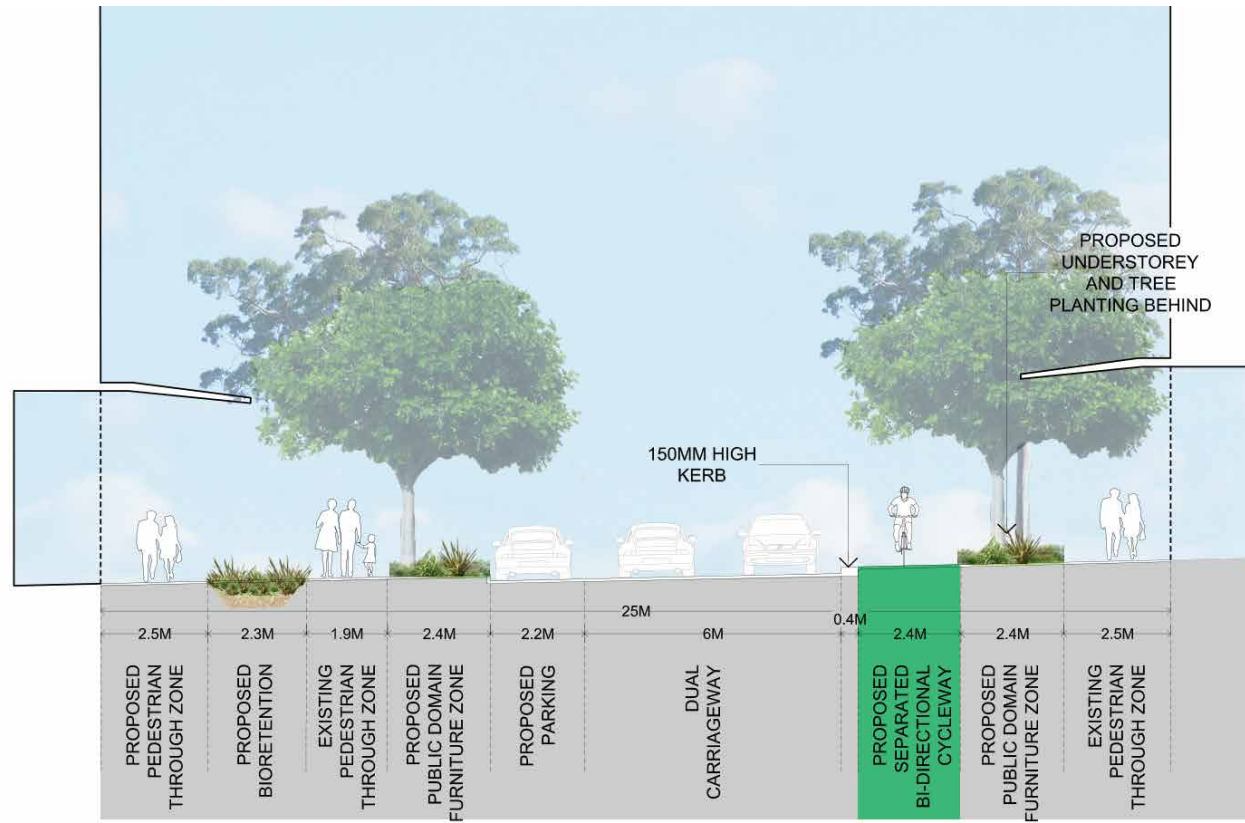 PROPOSED
UNDERSTOREY
AND TREE
PLANTING BEHIND
150MM HIGH
KERB
25M
2.5M
2.3M
1.9M
2.4M
2.2M
6M
0.4M
2.4M
2.4M
2.5M
PROPOSED
PEDESTRIAN
THROUGH ZONE
PROPOSED
BIORETENTION
EXISTING
PEDESTRIAN
THROUGH ZONE
PROPOSED
PUBLIC DOMAIN
FURNITURE ZONE
PROPOSED
PARKING
DUAL
CARRIAGEWAY
PROPOSED
SEPARATED
BI-DIRECTIONAL
CYCLEWAY
PROPOSED
PUBLIC DOMAIN
FURNITURE ZONE
EXISTING
PEDESTRIAN
THROUGH ZONE